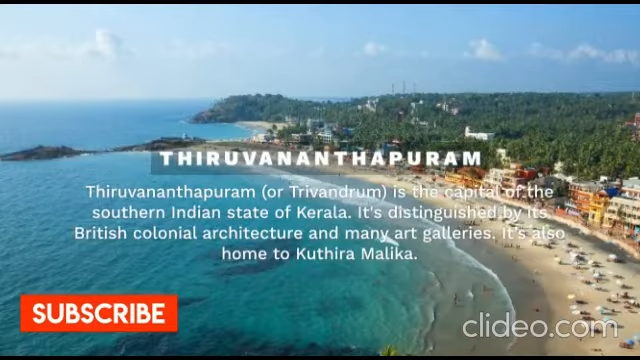 THIRUVANANTHAPURAM
Thiruvananthapuram (or Trivandrum) is the capital of the
southern Indian state of Kerala. It's distinguished by its
British colonial architecture and many art galleries. It's also
home to Kuthira Malika.
SUBSCRIBE
clideo.com